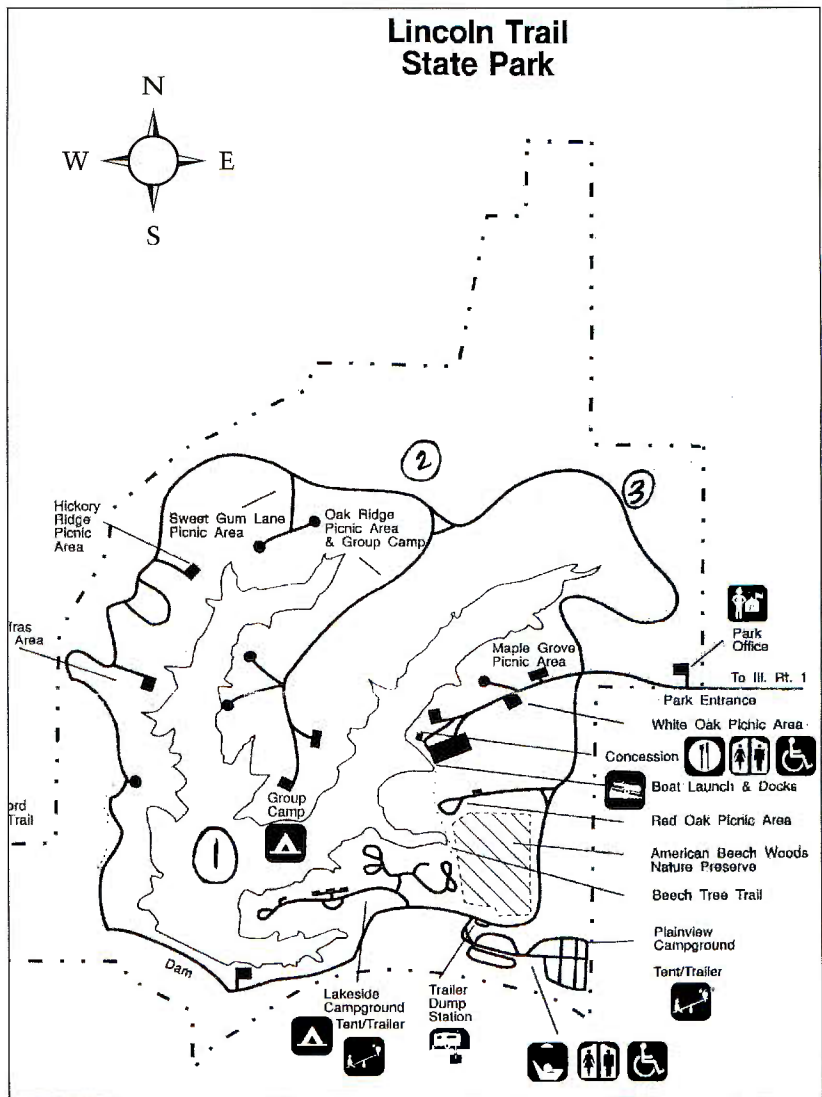 Lincoln Trail
State Park
N
W
E
S
2
3
Hickory
Ridge
Picnic
Area
Sweet Gum Lane
Picnic Area
Oak Ridge
Picnic Area
& Group Camp
fras
Area
Maple Grove
Picnic Area
Park
Office
To Ill. Rt. 1
Park Entrance
White Oak Picnic Area
Concession
Boat Launch & Docks
ord
Trail
Group
Camp
1
Red Oak Picnic Area
American Beech Woods
Nature Preserve
Beech Tree Trail
Plainview
Campground
Tent/Trailer
Dam
Lakeside
Campground
Tent/Trailer
Trailer
Dump
Station